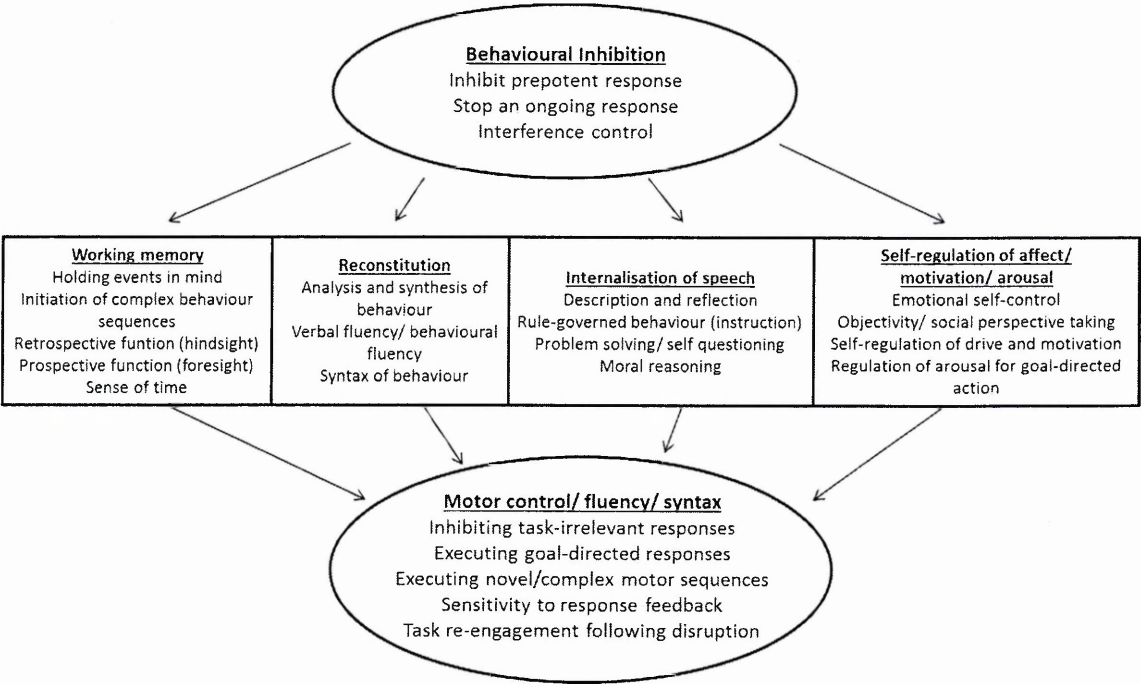 Behavioural Inhibition
Inhibit prepotent response
Stop an ongoing response
Interference control
Working memory
Holding events in mind
Initiation of complex behaviour
sequences
Retrospective funtion (hindsight)
Prospective function (foresight)
Sense of time
Reconstitution
Analysis and synthesis of
behaviour
Verbal fluency/ behavioural
fluency
Syntax of behaviour
Internalisation of speech
Description and reflection
Rule-governed behaviour (instruction)
Problem solving/ self questioning
Moral reasoning
Self-regulation of affect/
motivation/ arousal
Emotional self-control
Objectivity/ social perspective taking
Self-regulation of drive and motivation
Regulation of arousal for goal-directed
action
Motor control/ fluency/ syntax
Inhibiting task-irrelevant responses
Executing goal-directed responses
Executing novel/complex motor sequences
Sensitivity to response feedback
Task re-engagement following disruption